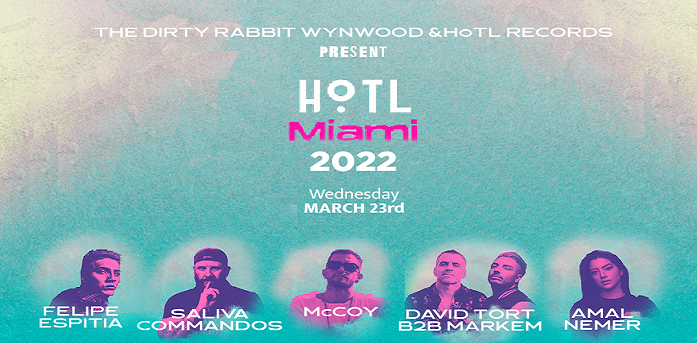 THE DIRTY RABBIT WYNWOOD &HoTL RECORDS
PRESENT
HoTL
Miami
2022
Wednesday
MARCH 23rd
FELIPE ESPITIA
SALIVA COMMANDOS
McCOY
DAVID TORT B2B MARKEM
AMAL NEMER